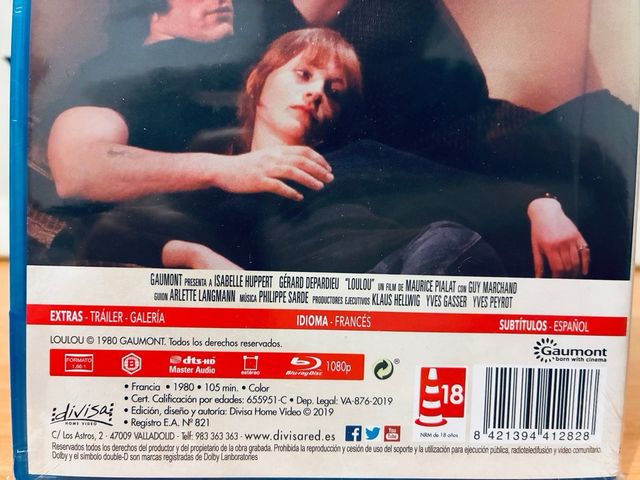 GAUMONT PRESENTA A ISABELLE HUPPERT GÉRARD DEPARDIEU "LOULOU" UN FILM DE MAURICE PIALAT CON GUY MARCHAND
GUION ARLETTE LANGMANN MÚSICA PHILIPPE SARDE PRODUCTORES EJECUTIVOS KLAUS HELLWIG YVES GASSER YVES PEYROT
EXTRAS - TRÁILER - GALERÍA IDIOMA - FRANCÉS SUBTÍTULOS - ESPAÑOL
LOULOU © 1980 GAUMONT. Todos los derechos reservados.
Gaumont
born with cinema
FORMATO
1,66:1
B
dts-HD
Master Audio
estéreo
Blu-ray Disc
1080p
18
NRM de 18 años
8 421394 412828
• Francia • 1980 • 105 min. • Color
• Cert. Calificación por edades: 655951-C • Dep. Legal: VA-876-2019
• Edición, diseño y autoría: Divisa Home Video © 2019
• Registro E.A. Nº 821
divisa
HOME VIDEO
C/ Los Astros, 2 - 47009 VALLADOLID - Telf: 983 363 363 - www.divisared.es
f
You
Tube
Reservados todos los derechos del productor y del propietario de la obra grabada. Prohibida la reproducción y cesión de uso del soporte y la utilización para ejecución pública, radioteledifusión y video comunitario.
Dolby y el símbolo double-D son marcas registradas de Dolby Lanboratories